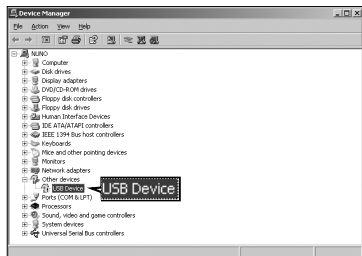 Device Manager
File Action View Help
NUNO
Computer
Disk drives
Display adapters
DVD/CD-ROM drives
Floppy disk controllers
Floppy disk drives
Human Interface Devices
IDE ATA/ATAPI controllers
IEEE 1394 Bus host controllers
Keyboards
Mice and other pointing devices
Monitors
Network adapters
Other devices
USB Device USB Device
Ports (COM & LPT)
Processors
Sound, video and game controllers
System devices
Universal Serial Bus controllers